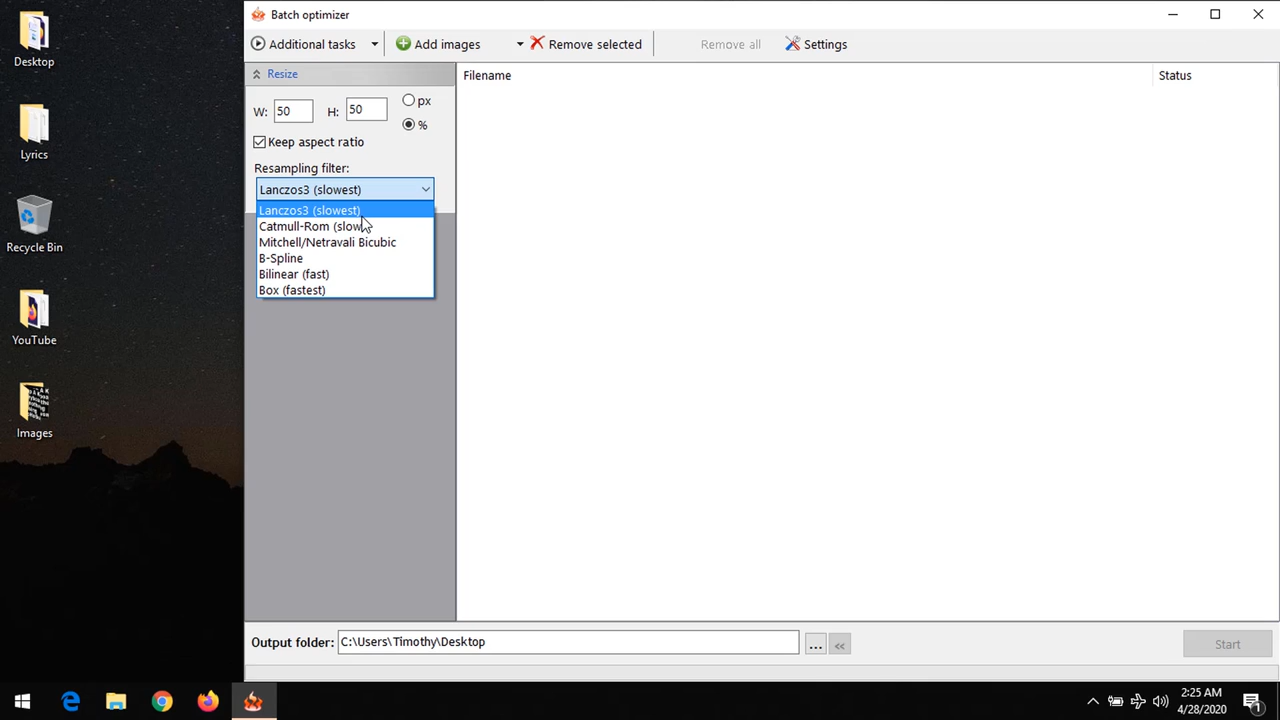 Desktop
Lyrics
Recycle Bin
YouTube
Images
Batch optimizer
Additional tasks
Add images
Remove selected
Remove all
Settings
Resize
W: 50 H: 50
px
%
Keep aspect ratio
Resampling filter:
Lanczos3 (slowest)
Lanczos3 (slowest)
Catmull-Rom (slow
Mitchell/Netravali Bicubic
B-Spline
Bilinear (fast)
Box (fastest)
Filename
Status
Output folder: C:\Users\Timothy\Desktop
...
«
Start
2:25 AM
4/28/2020
1